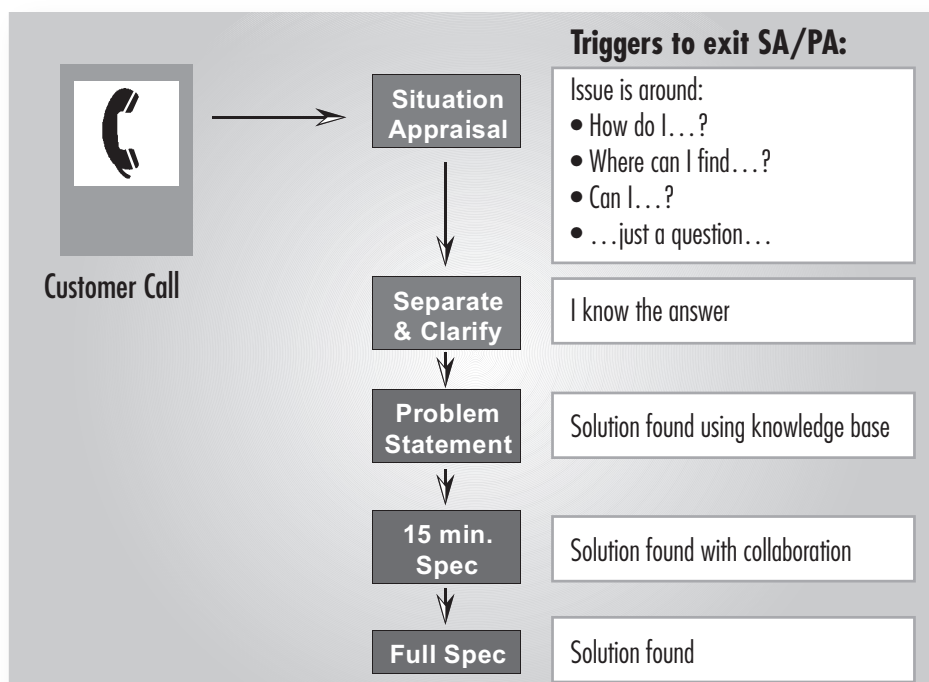 Triggers to exit SA/PA:
Customer Call
Situation
Appraisal
Issue is around:
• How do I…?
• Where can I find…?
• Can I…?
• …just a question…
Separate
& Clarify
I know the answer
Problem
Statement
Solution found using knowledge base
15 min.
Spec
Solution found with collaboration
Full Spec
Solution found